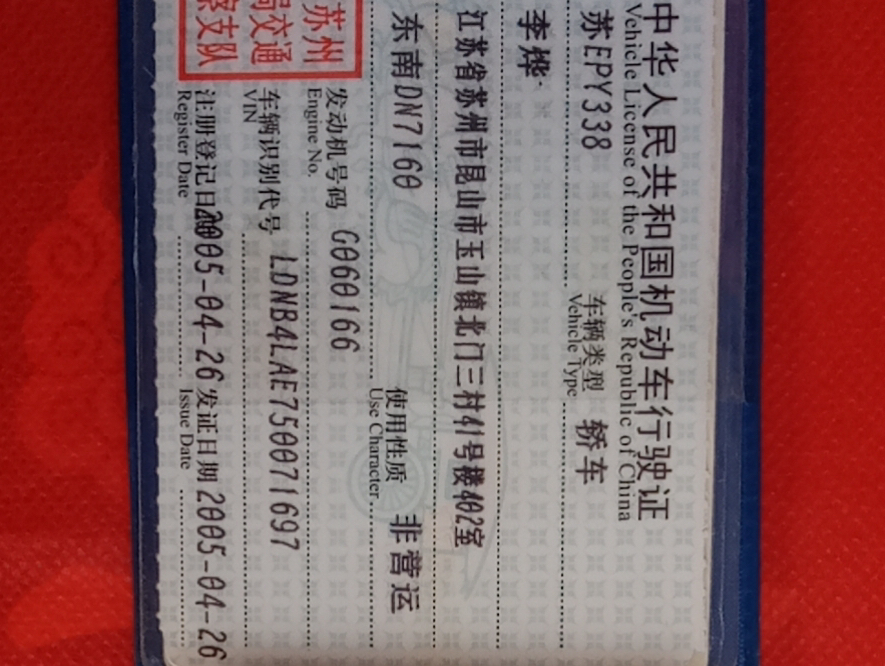 中华人民共和国机动车行驶证
Vehicle License of the People's Republic of China
苏EPY338 车辆类型 轿车
Vehicle Type
李烨
江苏省苏州市昆山市玉山镇北门三村41号楼402室
东南DN7160 使用性质 非营运
Use Character
苏州
局交通
察支队
发动机号码 G060166
Engine No.
车辆识别代号 LDNB4LAE750071697
VIN
注册登记日期 2005-04-26 发证日期 2005-04-26
Register Date Issue Date